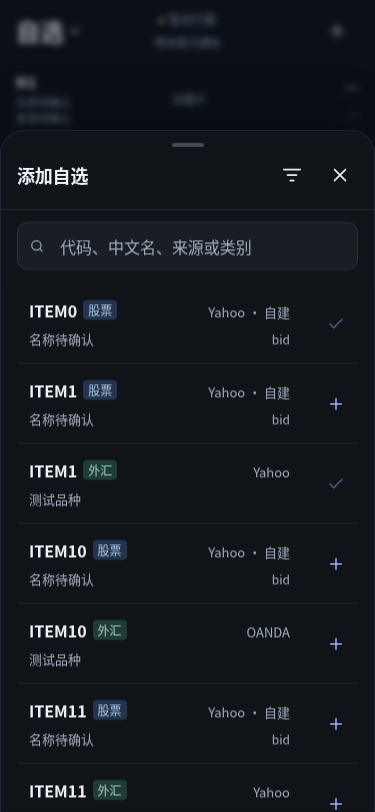 自选
添加自选
代码、中文名、来源或类别
ITEM0 股票 Yahoo · 自建
名称待确认 bid
ITEM1 股票 Yahoo · 自建
名称待确认 bid
ITEM1 外汇 Yahoo
测试品种
ITEM10 股票 Yahoo · 自建
名称待确认 bid
ITEM10 外汇 OANDA
测试品种
ITEM11 股票 Yahoo · 自建
名称待确认 bid
ITEM11 外汇 Yahoo